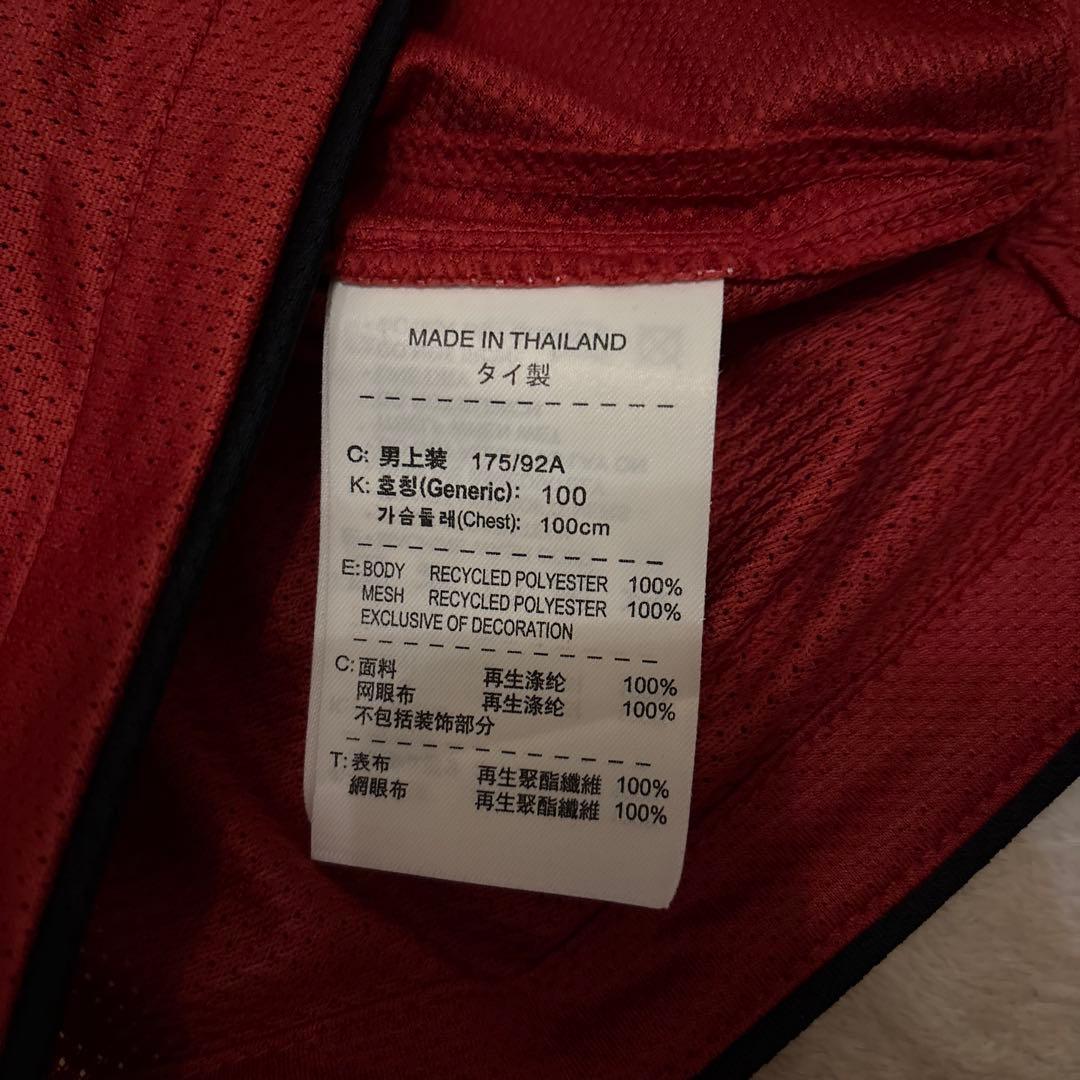 MADE IN THAILAND
タイ製
C: 男上装 175/92A
K: 호칭(Generic): 100
가슴둘레(Chest): 100cm
E: BODY RECYCLED POLYESTER 100%
MESH RECYCLED POLYESTER 100%
EXCLUSIVE OF DECORATION
C: 面料 再生涤纶 100%
网眼布 再生涤纶 100%
不包括装饰部分
T: 表布 再生聚酯纖維 100%
網眼布 再生聚酯纖維 100%